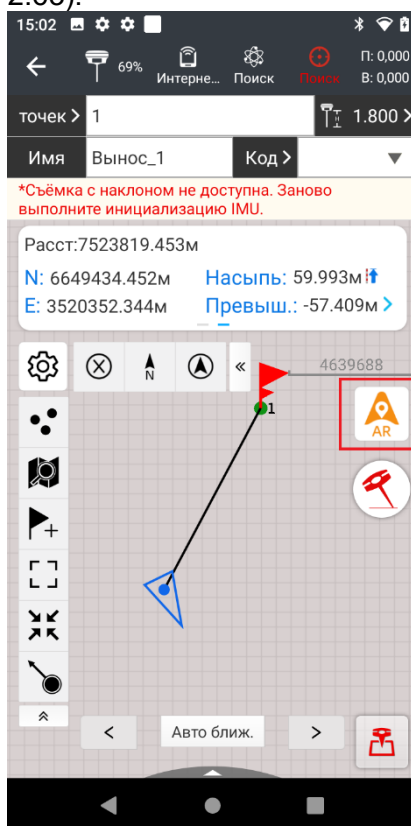 2.08).
15:02
69% Интерне... Поиск Поиск П: 0,000 В: 0,000
точек > 1 1.800 >
Имя Вынос_1 Код >
*Съёмка с наклоном не доступна. Заново
выполните инициализацию IMU.
Расст:7523819.453м
N: 6649434.452м Насыпь: 59.993м
E: 3520352.344м Превыш.: -57.409м >
N « 4639688
1
AR
< Авто ближ. >